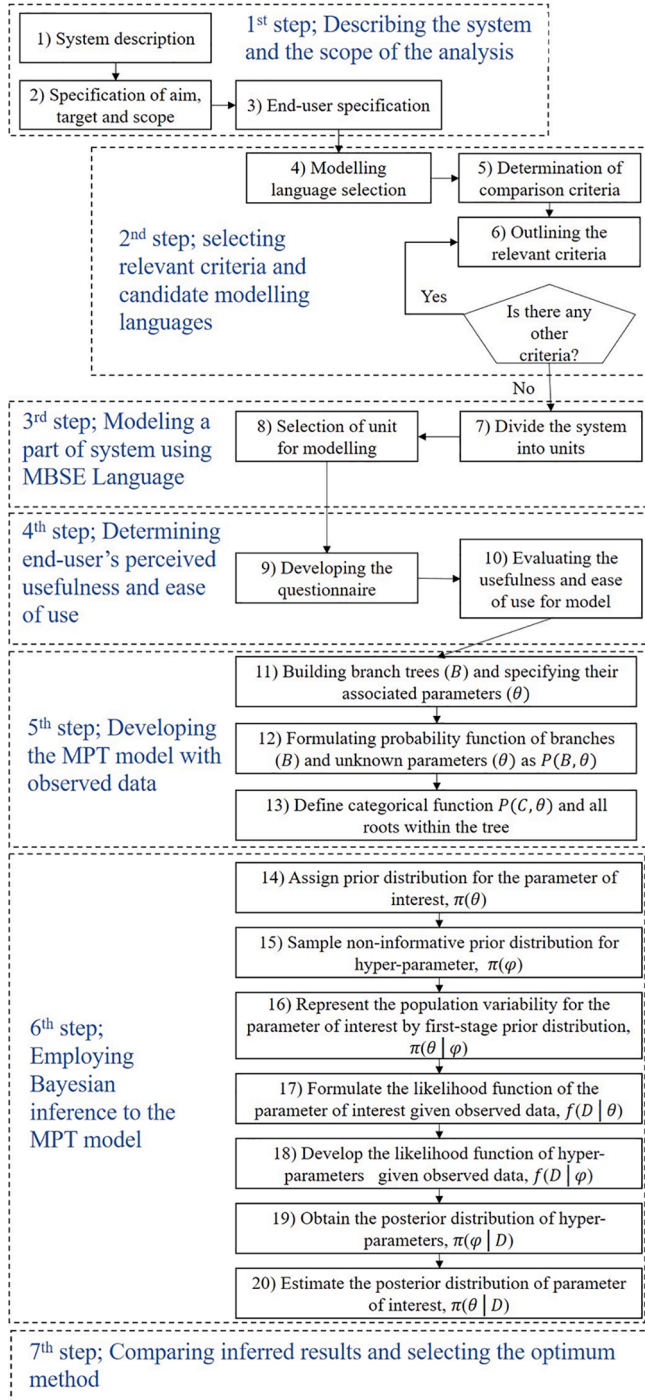 1) System description
1st step; Describing the system
and the scope of the analysis
2) Specification of aim,
target and scope
3) End-user specification
4) Modelling
language selection
5) Determination of
comparison criteria
2nd step; selecting
relevant criteria and
candidate modelling
languages
6) Outlining the
relevant criteria
Yes
Is there any
other
criteria?
No
3rd step; Modeling a
part of system using
MBSE Language
8) Selection of unit
for modelling
7) Divide the system
into units
4th step; Determining
end-user's perceived
usefulness and ease
of use
9) Developing the
questionnaire
10) Evaluating the
usefulness and ease
of use for model
5th step; Developing
the MPT model with
observed data
11) Building branch trees (B) and specifying their
associated parameters (θ)
12) Formulating probability function of branches
(B) and unknown parameters (θ) as P(B, θ)
13) Define categorical function P(C, θ) and all
roots within the tree
6th step;
Employing
Bayesian
inference to the
MPT model
14) Assign prior distribution for the parameter of
interest, π(θ)
15) Sample non-informative prior distribution for
hyper-parameter, π(φ)
16) Represent the population variability for the
parameter of interest by first-stage prior distribution,
π(θ | φ)
17) Formulate the likelihood function of the
parameter of interest given observed data, f(D | θ)
18) Develop the likelihood function of hyper-
parameters given observed data, f(D | φ)
19) Obtain the posterior distribution of hyper-
parameters, π(φ | D)
20) Estimate the posterior distribution of parameter
of interest, π(θ | D)
7th step; Comparing inferred results and selecting the optimum
method